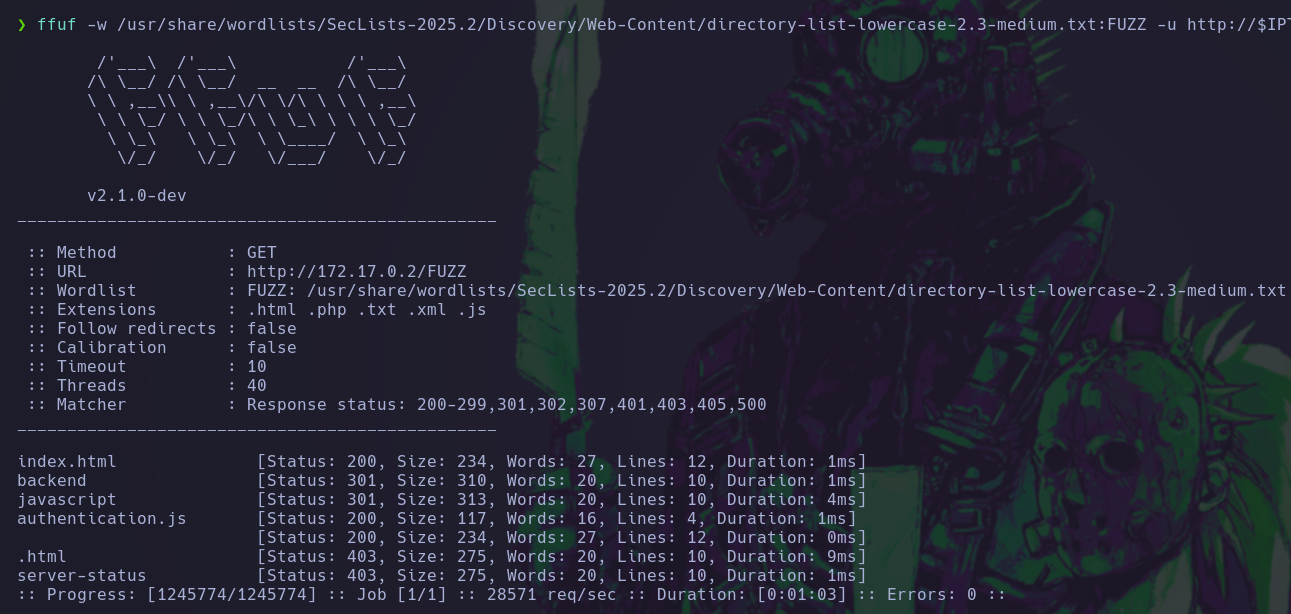 ❯ ffuf -w /usr/share/wordlists/SecLists-2025.2/Discovery/Web-Content/directory-list-lowercase-2.3-medium.txt:FUZZ -u http://$IP
        /'___\  /'___\           /'___\
       /\ \__/ /\ \__/  __  __  /\ \__/
       \ \ ,__\\ \ ,__\/\ \/\ \ \ \ ,__\
        \ \ \_/ \ \ \_/\ \ \_\ \ \ \ \_/
         \ \_\   \ \_\  \ \____/  \ \_\
          \/_/    \/_/   \/___/    \/_/
       v2.1.0-dev
________________________________________________
 :: Method           : GET
 :: URL              : http://172.17.0.2/FUZZ
 :: Wordlist         : FUZZ: /usr/share/wordlists/SecLists-2025.2/Discovery/Web-Content/directory-list-lowercase-2.3-medium.txt
 :: Extensions       : .html .php .txt .xml .js
 :: Follow redirects : false
 :: Calibration      : false
 :: Timeout          : 10
 :: Threads          : 40
 :: Matcher          : Response status: 200-299,301,302,307,401,403,405,500
________________________________________________
index.html              [Status: 200, Size: 234, Words: 27, Lines: 12, Duration: 1ms]
backend                 [Status: 301, Size: 310, Words: 20, Lines: 10, Duration: 1ms]
javascript              [Status: 301, Size: 313, Words: 20, Lines: 10, Duration: 4ms]
authentication.js       [Status: 200, Size: 117, Words: 16, Lines: 4, Duration: 1ms]
                        [Status: 200, Size: 234, Words: 27, Lines: 12, Duration: 0ms]
.html                   [Status: 403, Size: 275, Words: 20, Lines: 10, Duration: 9ms]
server-status           [Status: 403, Size: 275, Words: 20, Lines: 10, Duration: 1ms]
:: Progress: [1245774/1245774] :: Job [1/1] :: 28571 req/sec :: Duration: [0:01:03] :: Errors: 0 ::